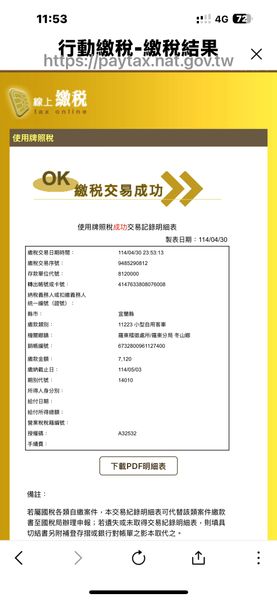 11:53
4G 72
行動繳稅-繳稅結果
https://paytax.nat.gov.tw
線上繳稅
tax online
使用牌照稅
OK 繳稅交易成功
使用牌照稅成功交易記錄明細表
製表日期：114/04/30
繳稅交易日期時間： 114/04/30 23:53:13
繳稅交易序號： 9485290812
存款單位代號： 8120000
轉出帳號或卡號： 4147633808076008
納稅義務人或扣繳義務人
統一編號（證號）：
縣市： 宜蘭縣
繳款類別： 11223 小型自用客車
機關細鎮： 羅東稽徵處所/羅東分局 冬山鄉
銷帳編號： 6732800961127400
繳款金額： 7,120
繳納截止日： 114/05/03
期別代號： 14010
所得人身分別：
給付日期：
給付所得總額：
營業稅稅籍編號：
授權碼： A32532
手續費：
下載PDF明細表
備註：
若屬國稅各類自繳案件，本交易紀錄明細表可代替該類案件繳款
書至國稅局辦理申報；若遺失或未取得交易紀錄明細表，則填具
切結書另附補登存摺或銀行對帳單之影本取代之。